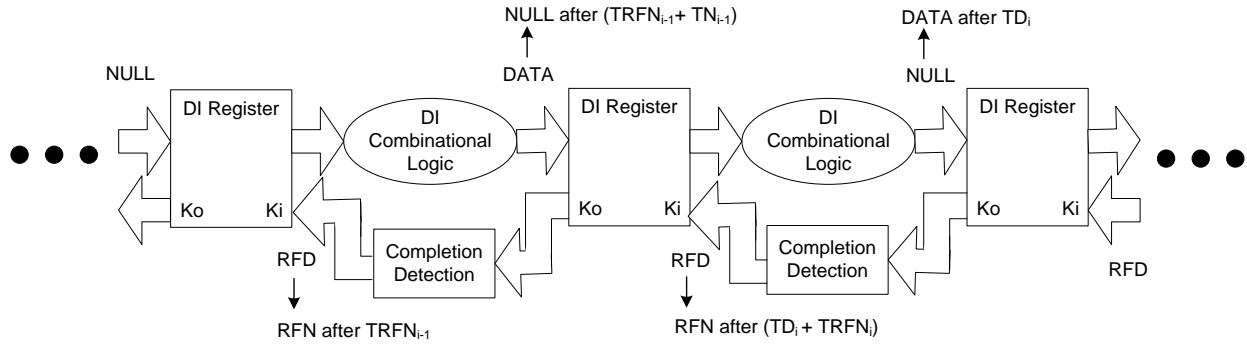 NULL after (TRFNi-1+ TNi-1)
DATA after TDi
NULL
DATA
NULL
DI Register
DI
Combinational
Logic
DI Register
DI
Combinational
Logic
DI Register
Ko
Ki
Ko
Ki
Ko
Ki
Completion
Detection
Completion
Detection
RFD
RFD
RFD
RFN after TRFNi-1
RFN after (TDi + TRFNi)